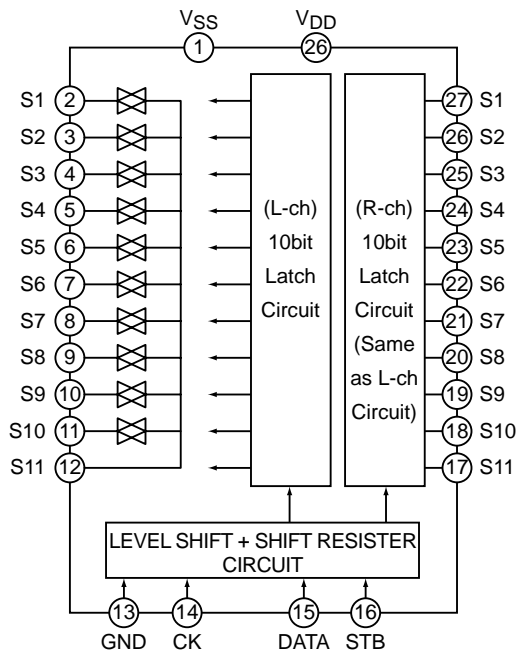 VSS VDD
1 26
S1 2 27 S1
S2 3 26 S2
S3 4 25 S3
S4 5 24 S4
S5 6 23 S5
S6 7 22 S6
S7 8 21 S7
S8 9 20 S8
S9 10 19 S9
S10 11 18 S10
S11 12 17 S11
(L-ch)
10bit
Latch
Circuit
(R-ch)
10bit
Latch
Circuit
(Same
as L-ch
Circuit)
LEVEL SHIFT + SHIFT RESISTER
CIRCUIT
13 14 15 16
GND CK DATA STB